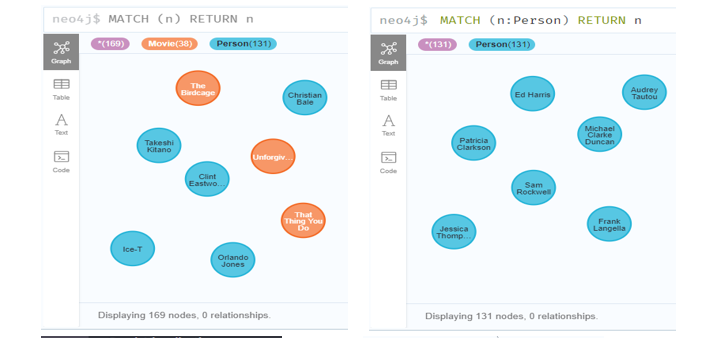 neo4j$ MATCH (n) RETURN n
Graph
Table
Text
Code
*(169) Movie(38) Person(131)
The
Birdcage
Christian
Bale
Takeshi
Kitano
Unforgiv...
Clint
Eastwo...
That
Thing You
Do
Ice-T
Orlando
Jones
Displaying 169 nodes, 0 relationships.
neo4j$ MATCH (n:Person) RETURN n
Graph
Table
Text
Code
*(131) Person(131)
Ed Harris
Audrey
Tautou
Michael
Clarke
Duncan
Patricia
Clarkson
Sam
Rockwell
Jessica
Thomp...
Frank
Langella
Displaying 131 nodes, 0 relationships.